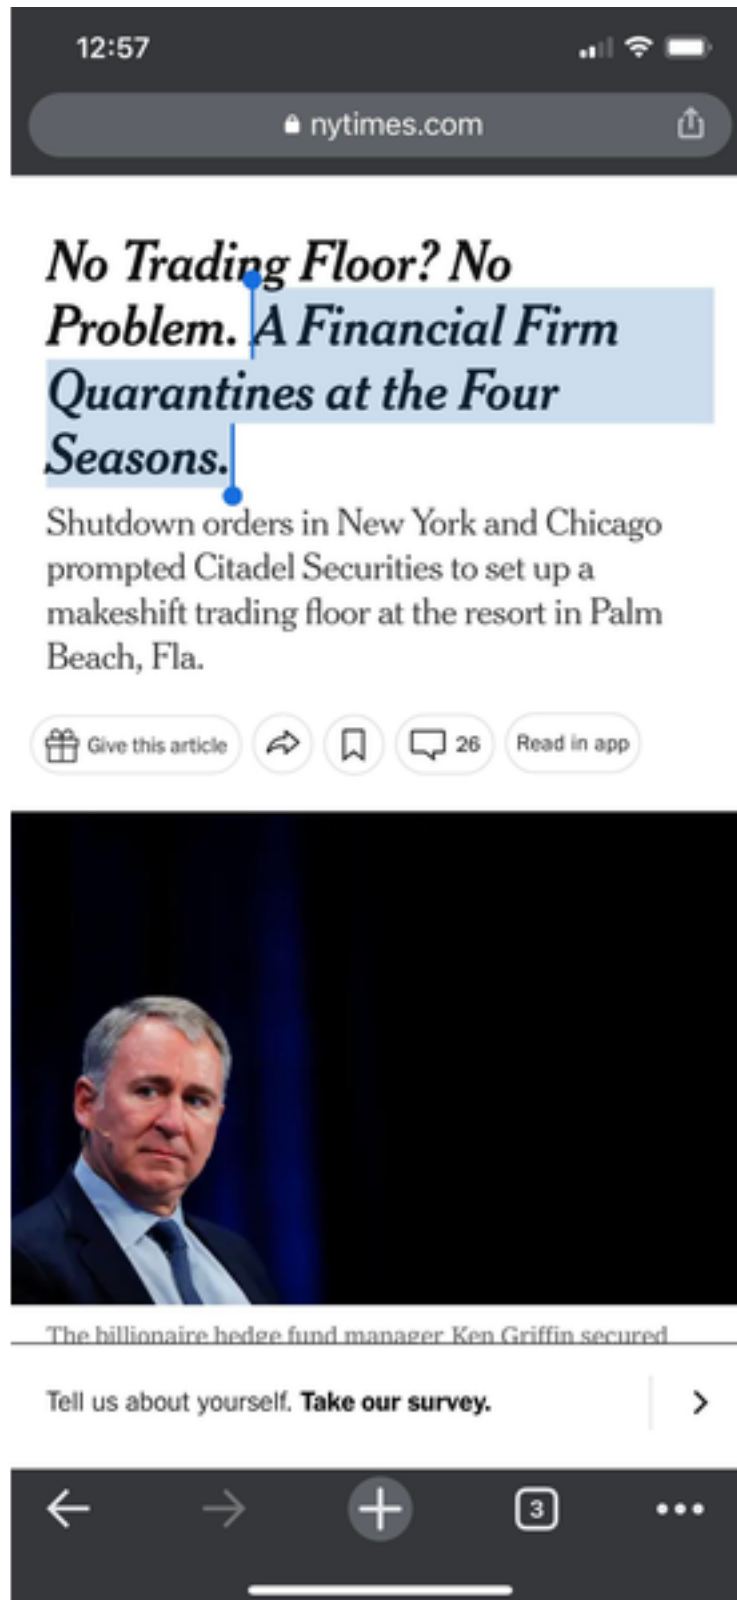 12:57
nytimes.com
No Trading Floor? No
Problem. A Financial Firm
Quarantines at the Four
Seasons.
Shutdown orders in New York and Chicago
prompted Citadel Securities to set up a
makeshift trading floor at the resort in Palm
Beach, Fla.
Give this article 26 Read in app
The billionaire hedge fund manager Ken Griffin secured
Tell us about yourself. Take our survey.
3